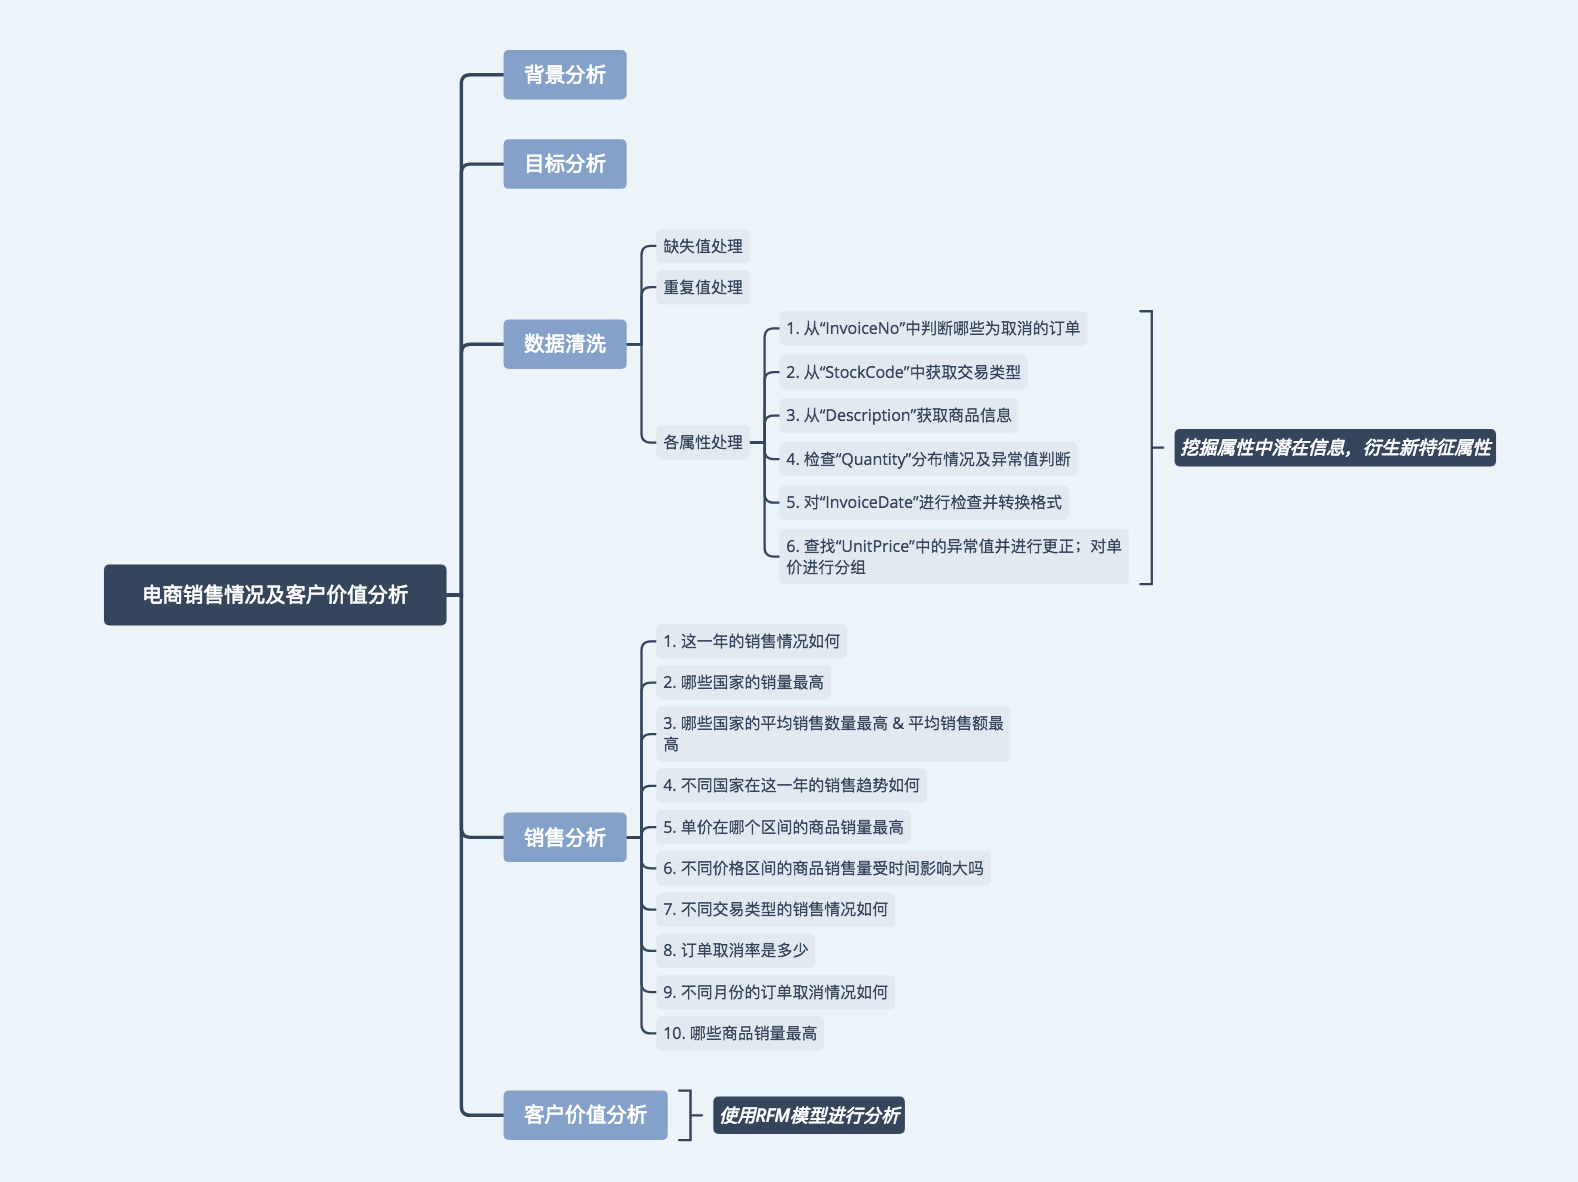 背景分析
目标分析
缺失值处理
重复值处理
数据清洗
1. 从“InvoiceNo”中判断哪些为取消的订单
2. 从“StockCode”中获取交易类型
3. 从“Description”获取商品信息
各属性处理
4. 检查“Quantity”分布情况及异常值判断
挖掘属性中潜在信息，衍生新特征属性
5. 对“InvoiceDate”进行检查并转换格式
6. 查找“UnitPrice”中的异常值并进行更正；对单
价进行分组
电商销售情况及客户价值分析
1. 这一年的销售情况如何
2. 哪些国家的销量最高
3. 哪些国家的平均销售数量最高 & 平均销售额最
高
4. 不同国家在这一年的销售趋势如何
5. 单价在哪个区间的商品销量最高
销售分析
6. 不同价格区间的商品销售量受时间影响大吗
7. 不同交易类型的销售情况如何
8. 订单取消率是多少
9. 不同月份的订单取消情况如何
10. 哪些商品销量最高
客户价值分析
使用RFM模型进行分析